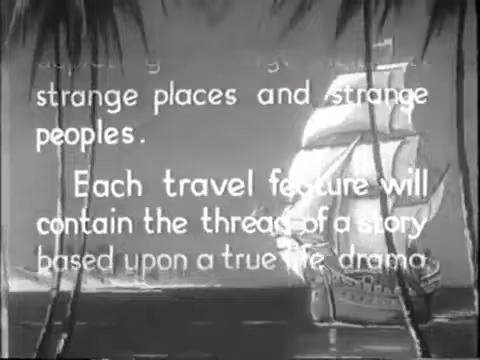 strange places and strange
peoples.
Each travel feature will
contain the thread of a story
based upon a true life drama